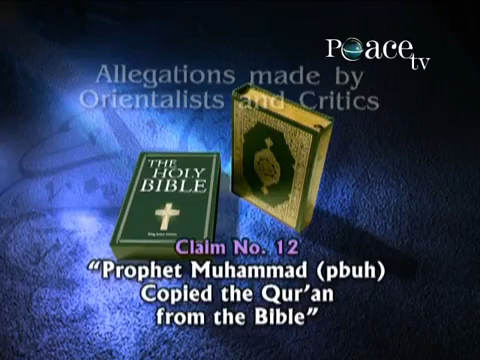 Peace tv
Allegations made by
Orientalists and Critics
THE
HOLY
BIBLE
Claim No. 12
“Prophet Muhammad (pbuh)
Copied the Qur’an
from the Bible”